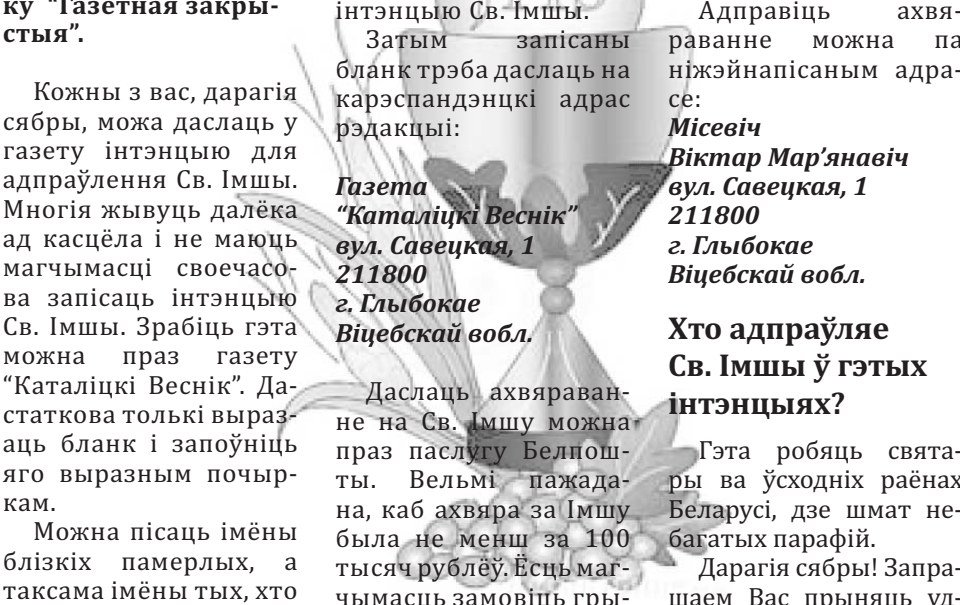 ку “Газетная закры-
стыя”.
Кожны з вас, дарагія
сябры, можа даслаць у
газету інтэнцыю для
адпраўлення Св. Імшы.
Многія жывуць далёка
ад касцёла і не маюць
магчымасці своечасо-
ва запісаць інтэнцыю
Св. Імшы. Зрабіць гэта
можна праз газету
“Каталіцкі Веснік”. Да-
статкова толькі выраз-
аць бланк і запоўніць
яго выразным почыр-
кам.
Можна пісаць імёны
блізкіх памерлых, а
таксама імёны тых, хто
інтэнцыю Св. Імшы.
Затым запісаны
бланк трэба даслаць на
карэспандэнцкі адрас
рэдакцыі:
Газета
“Каталіцкі Веснік”
вул. Савецкая, 1
211800
г. Глыбокае
Віцебскай вобл.
Даслаць ахвяраван-
не на Св. Імшу можна
праз паслугу Белпош-
ты. Вельмі пажада-
на, каб ахвяра за Імшу
была не менш за 100
тысяч рублёў. Ёсць маг-
чымасць замовіць гры-
Адправіць ахвя-
раванне можна па
ніжэйнапісаным адра-
се:
Місевіч
Віктар Мар’янавіч
вул. Савецкая, 1
211800
г. Глыбокае
Віцебскай вобл.
Хто адпраўляе
Св. Імшы ў гэтых
інтэнцыях?
Гэта робяць свята-
ры ва ўсходніх раёнах
Беларусі, дзе шмат не-
багатых парафій.
Дарагія сябры! Запра-
шаем Вас прыняць уд-